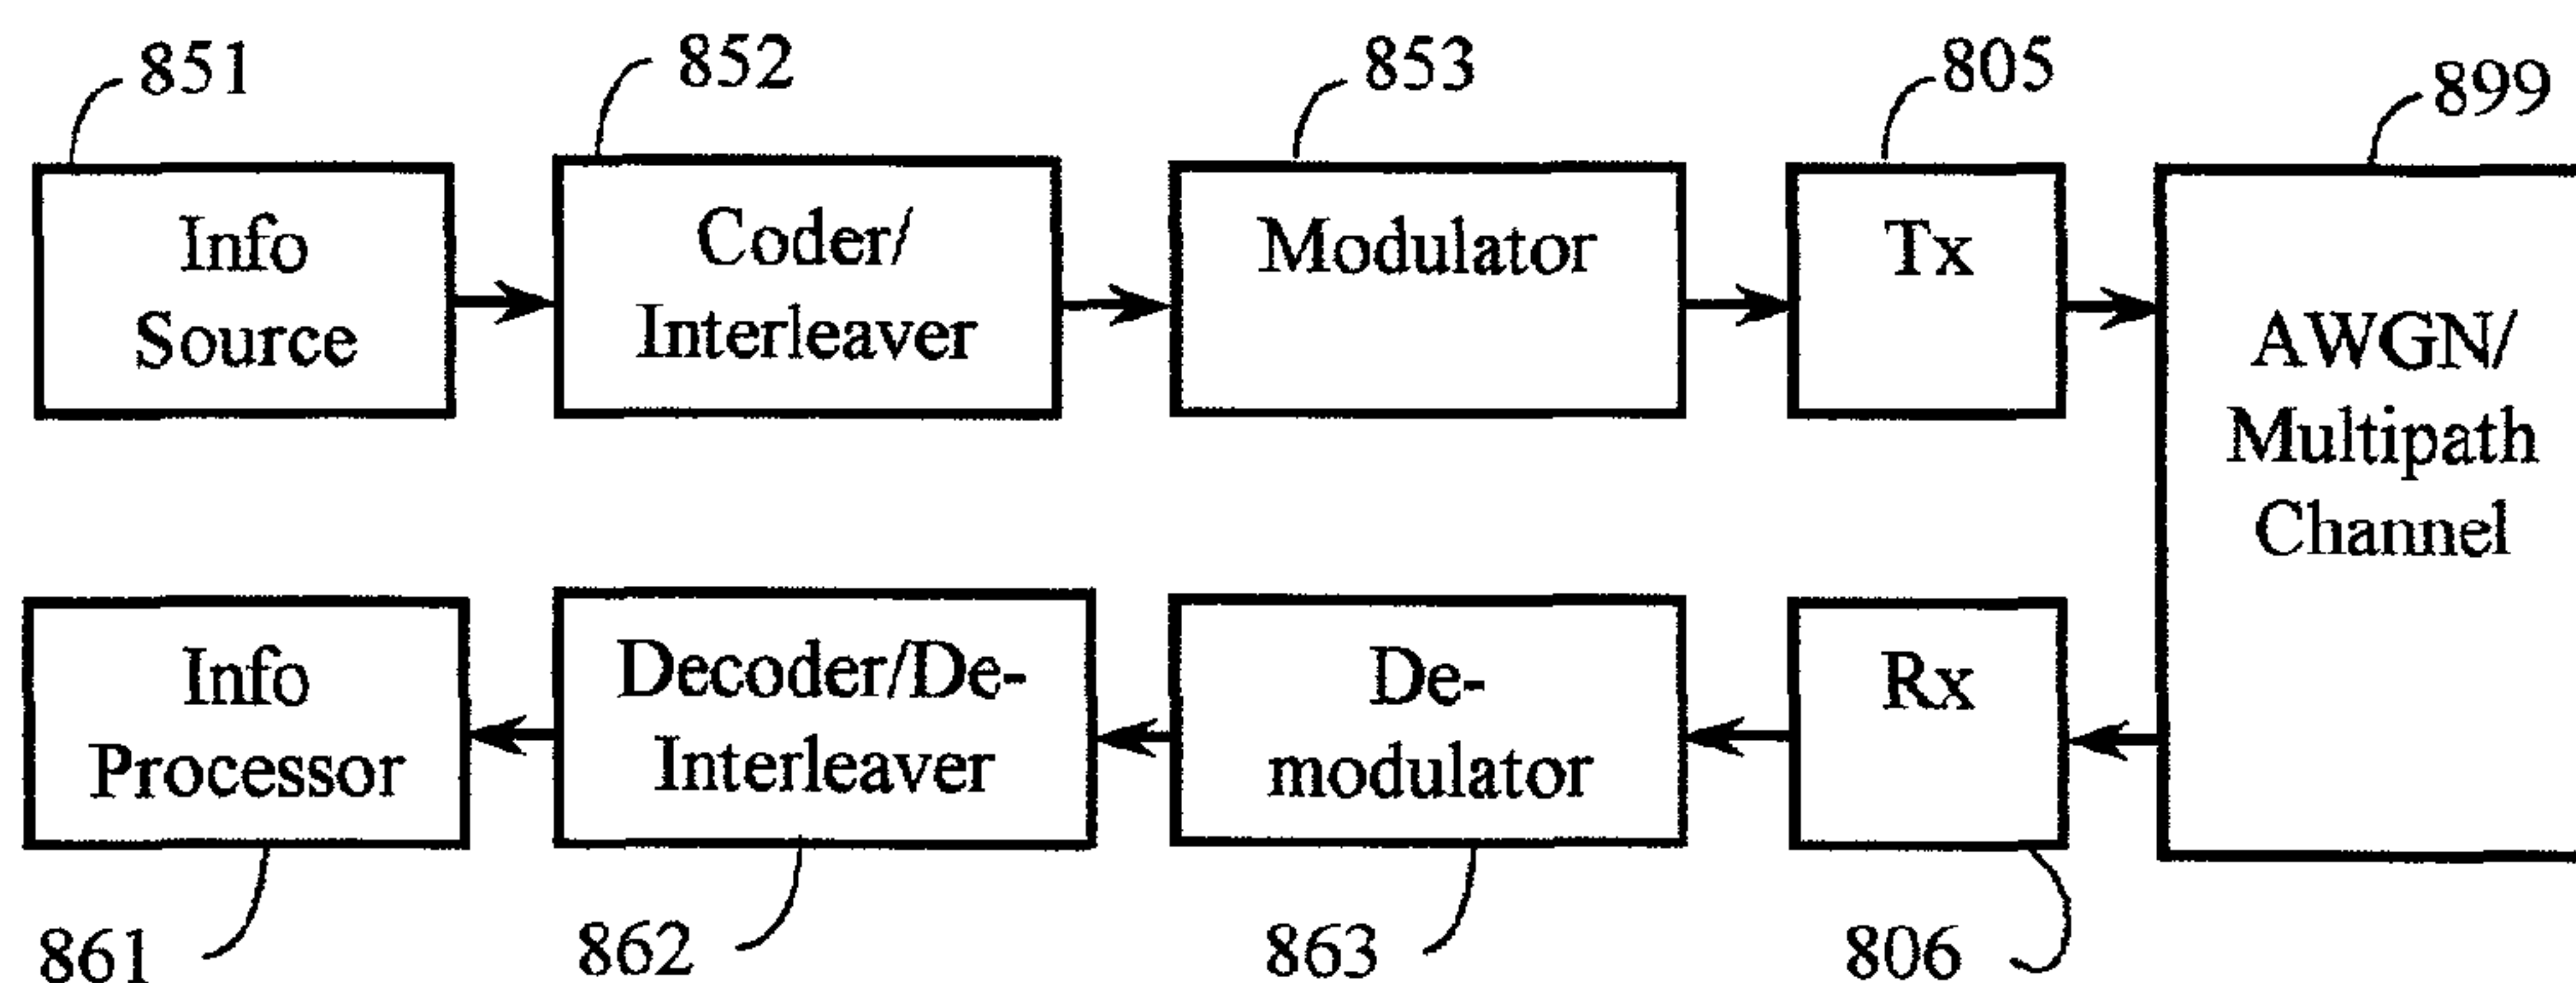 851
852
853
805
899
Info
Source
Coder/
Interleaver
Modulator
Tx
AWGN/
Multipath
Channel
Info
Processor
Decoder/De-
Interleaver
De-
modulator
Rx
861
862
863
806